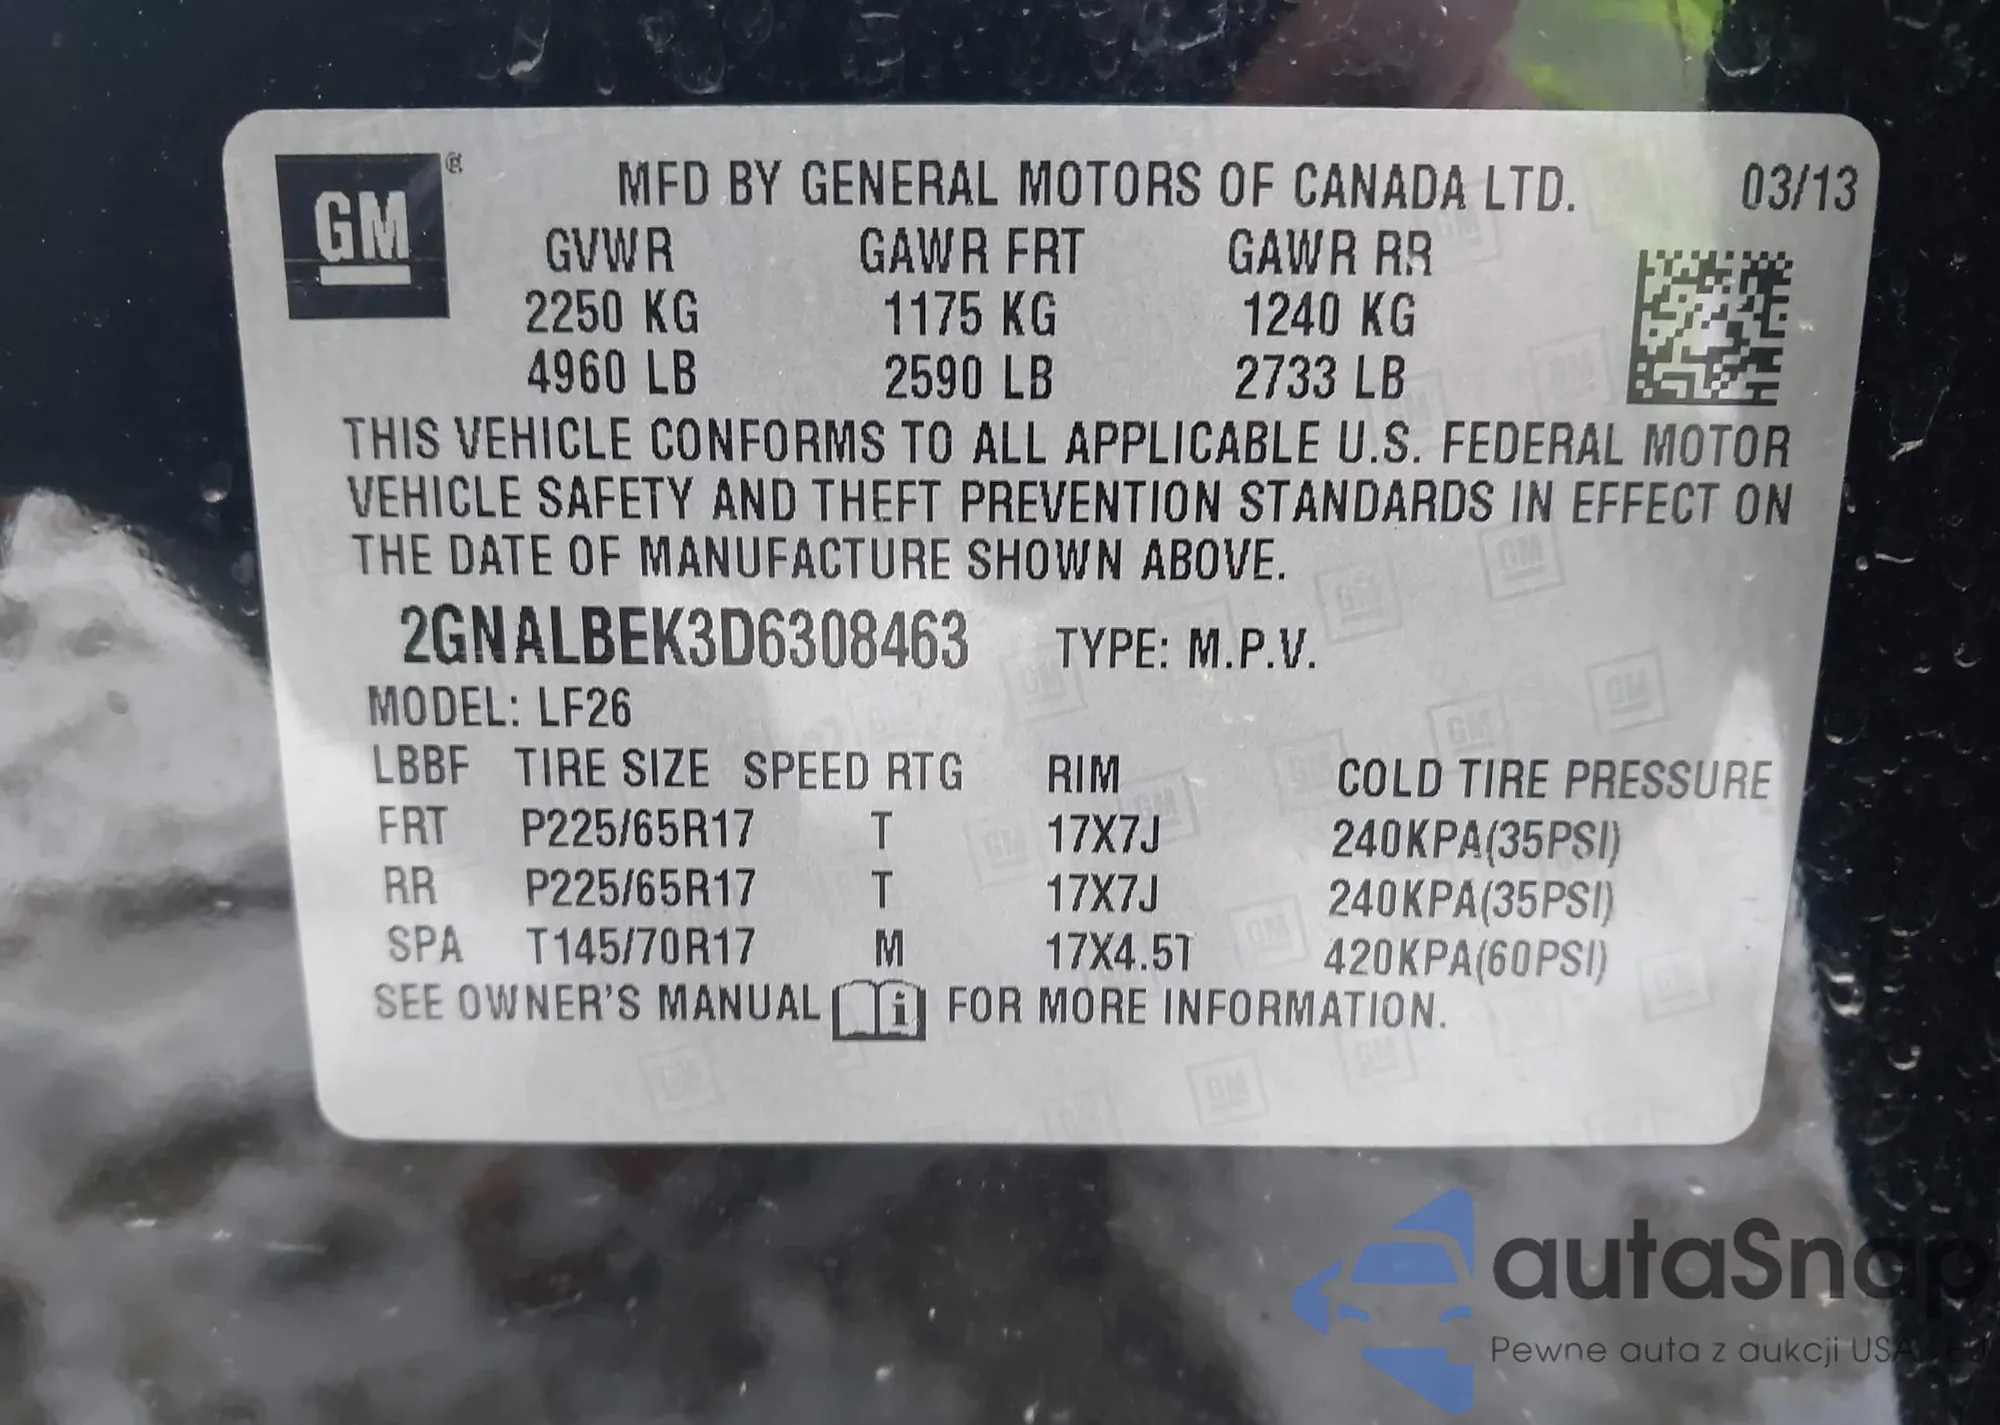 GM ®
MFD BY GENERAL MOTORS OF CANADA LTD. 03/13
GVWR GAWR FRT GAWR RR
2250 KG 1175 KG 1240 KG
4960 LB 2590 LB 2733 LB
THIS VEHICLE CONFORMS TO ALL APPLICABLE U.S. FEDERAL MOTOR
VEHICLE SAFETY AND THEFT PREVENTION STANDARDS IN EFFECT ON
THE DATE OF MANUFACTURE SHOWN ABOVE.
2GNALBEK3D6308463 TYPE: M.P.V.
MODEL: LF26
LBBF TIRE SIZE SPEED RTG RIM COLD TIRE PRESSURE
FRT P225/65R17 T 17X7J 240KPA(35PSI)
RR P225/65R17 T 17X7J 240KPA(35PSI)
SPA T145/70R17 M 17X4.5T 420KPA(60PSI)
SEE OWNER'S MANUAL i FOR MORE INFORMATION.
autaSnap
Pewne auta z aukcji USA